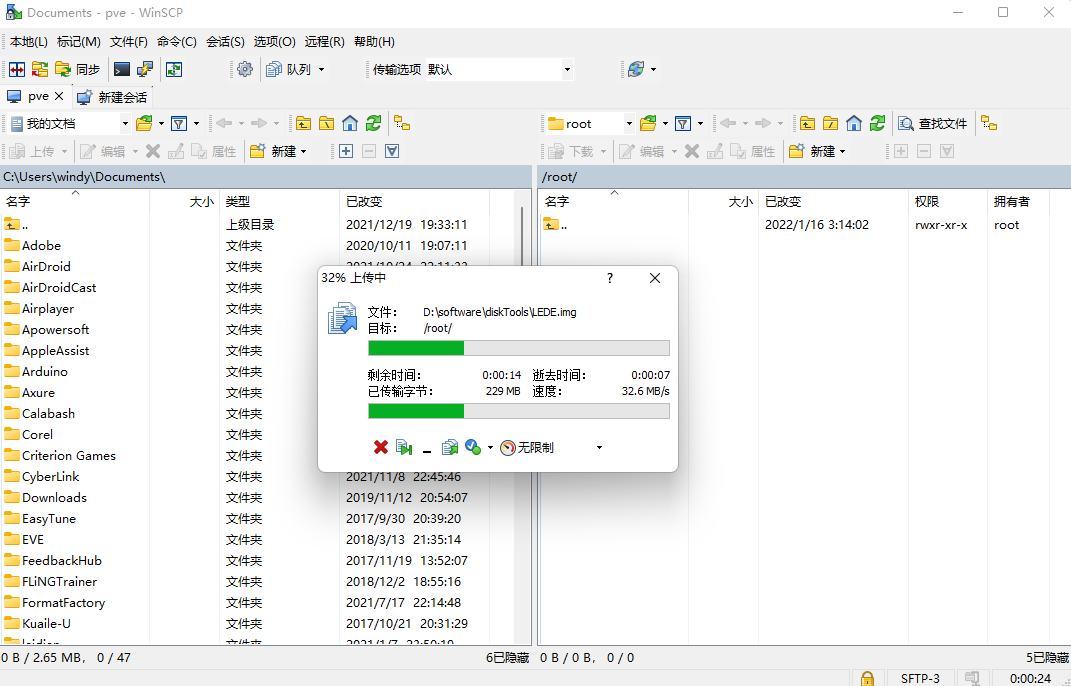 Documents - pve - WinSCP
本地(L) 标记(M) 文件(F) 命令(C) 会话(S) 选项(O) 远程(R) 帮助(H)
同步 队列 传输选项 默认
pve 新建会话
我的文档 root 查找文件
上传 编辑 属性 新建 下载 编辑 属性 新建
C:\Users\windy\Documents\ /root/
名字 大小 类型 已改变 名字 大小 已改变 权限 拥有者
.. 上级目录 2021/12/19 19:33:11 .. 2022/1/16 3:14:02 rwxr-xr-x root
Adobe 文件夹 2020/10/11 19:07:11
AirDroid 文件夹
AirDroidCast 文件夹
Airplayer 文件夹
Apowersoft 文件夹
AppleAssist 文件夹
Arduino 文件夹
Axure 文件夹
Calabash 文件夹
Corel 文件夹
Criterion Games 文件夹
CyberLink 文件夹 2021/11/8 22:45:46
Downloads 文件夹 2019/11/12 20:54:07
EasyTune 文件夹 2017/9/30 20:39:20
EVE 文件夹 2018/3/13 21:35:14
FeedbackHub 文件夹 2017/11/19 13:52:07
FLiNGTrainer 文件夹 2018/12/2 18:55:16
FormatFactory 文件夹 2021/7/17 22:14:48
Kuaile-U 文件夹 2017/10/21 20:31:29
32% 上传中 ?
文件: D:\software\diskTools\LEDE.img
目标: /root/
剩余时间: 0:00:14 逝去时间: 0:00:07
已传输字节: 229 MB 速度: 32.6 MB/s
无限制
0 B / 2.65 MB, 0 / 47 6已隐藏 0 B / 0 B, 0 / 0 5已隐藏
SFTP-3 0:00:24